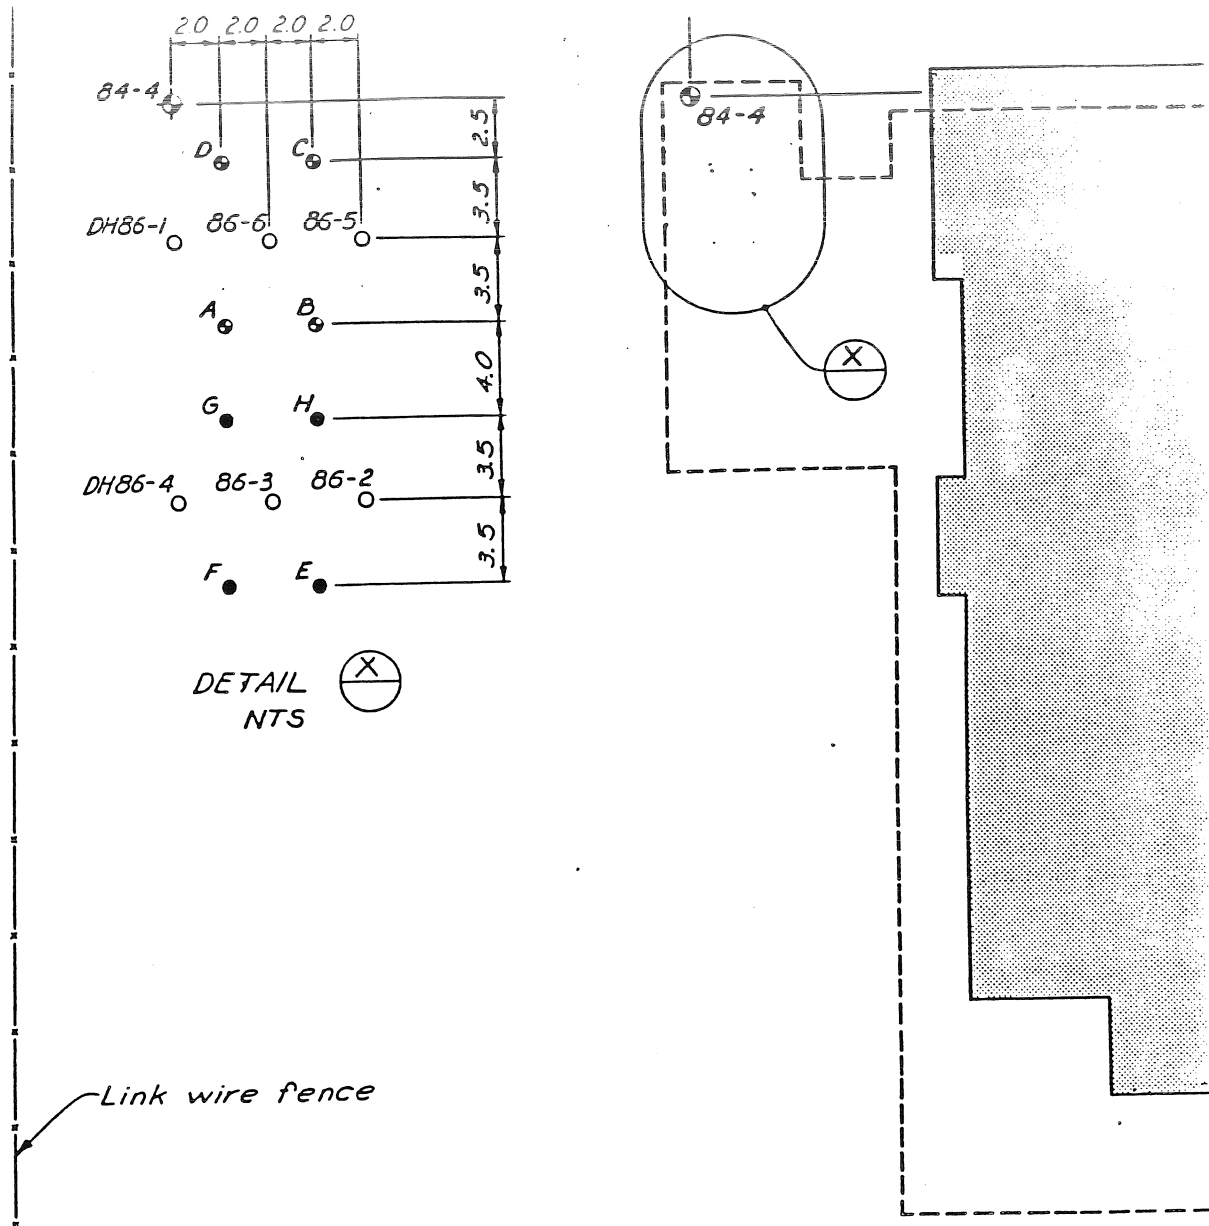 2.0 2.0 2.0 2.0
84-4
2.5
D C
3.5
DH86-1 86-6 86-5
3.5
A B
4.0
G H
3.5
DH86-4 86-3 86-2
3.5
F E
DETAIL X
NTS
Link wire fence
84-4
X